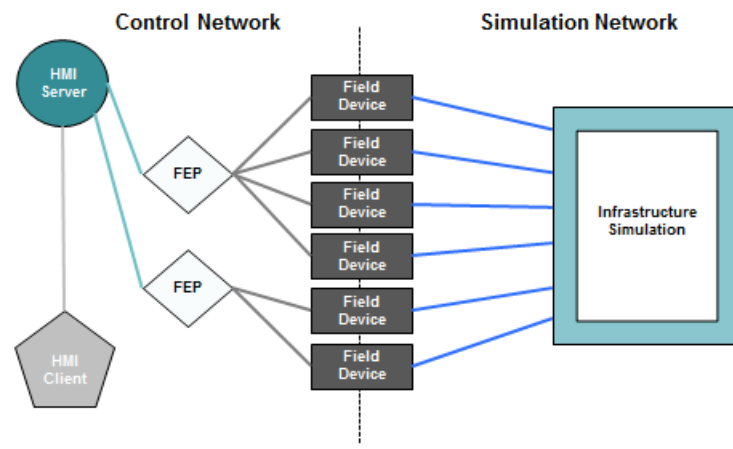 Control Network
Simulation Network
HMI
Server
FEP
FEP
HMI
Client
Field
Device
Field
Device
Field
Device
Field
Device
Field
Device
Field
Device
Infrastructure
Simulation